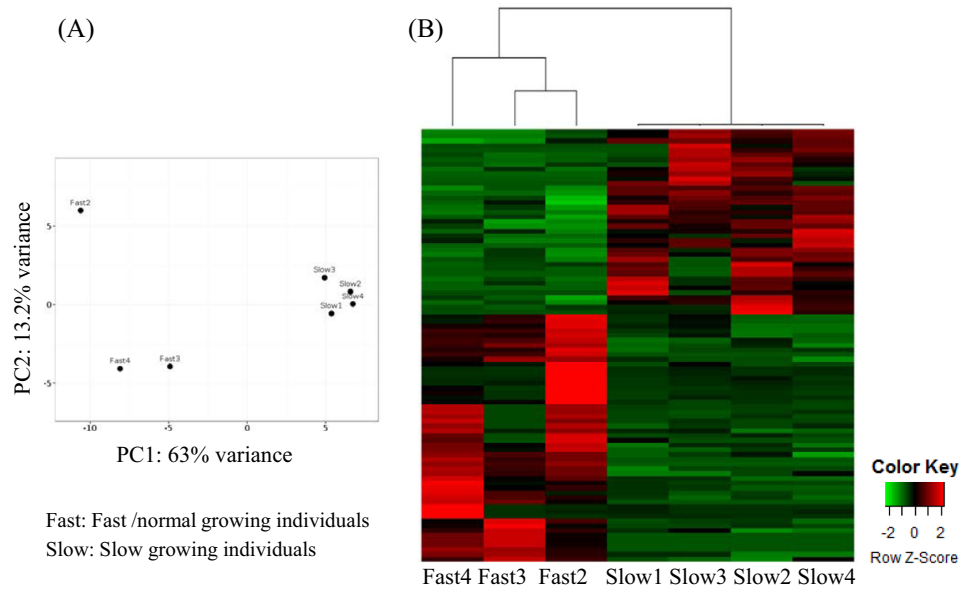 (A)
(B)
Fast2
5
Slow3
Slow2
0
Slow4
Slow1
Fast4
Fast3
-5
-10
-5
0
5
PC2: 13.2% variance
PC1: 63% variance
Fast: Fast /normal growing individuals
Slow: Slow growing individuals
Color Key
-2 0 2
Row Z-Score
Fast4 Fast3 Fast2 Slow1 Slow3 Slow2 Slow4